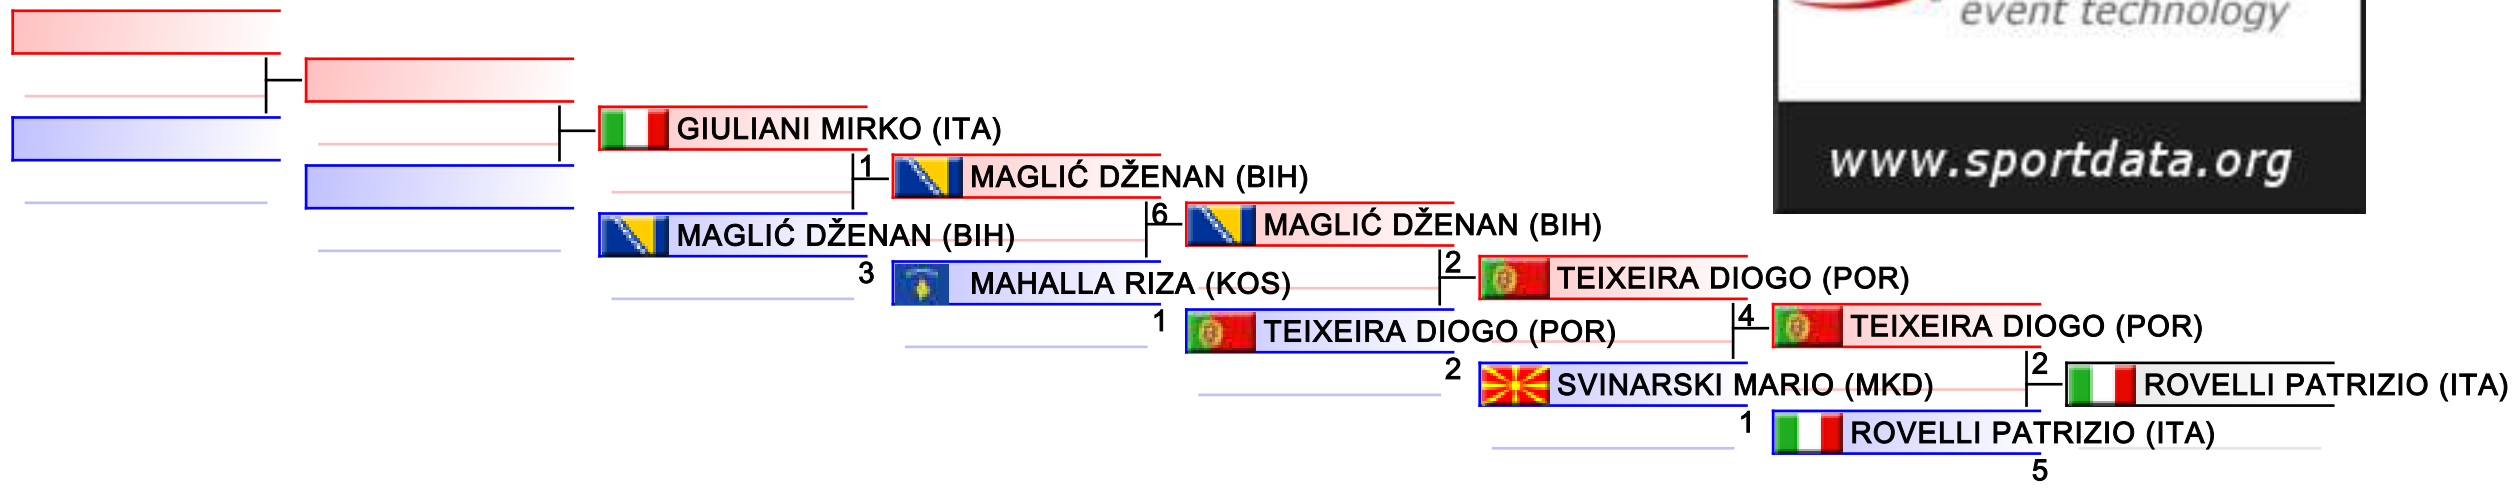 event technology
www.sportdata.org
GIULIANI MIRKO (ITA)
1
MAGLIĆ DŽENAN (BIH)
MAGLIĆ DŽENAN (BIH)
3
6
MAHALLA RIZA (KOS)
1
MAGLIĆ DŽENAN (BIH)
2
TEIXEIRA DIOGO (POR)
2
TEIXEIRA DIOGO (POR)
4
SVINARSKI MARIO (MKD)
1
TEIXEIRA DIOGO (POR)
2
ROVELLI PATRIZIO (ITA)
5
ROVELLI PATRIZIO (ITA)